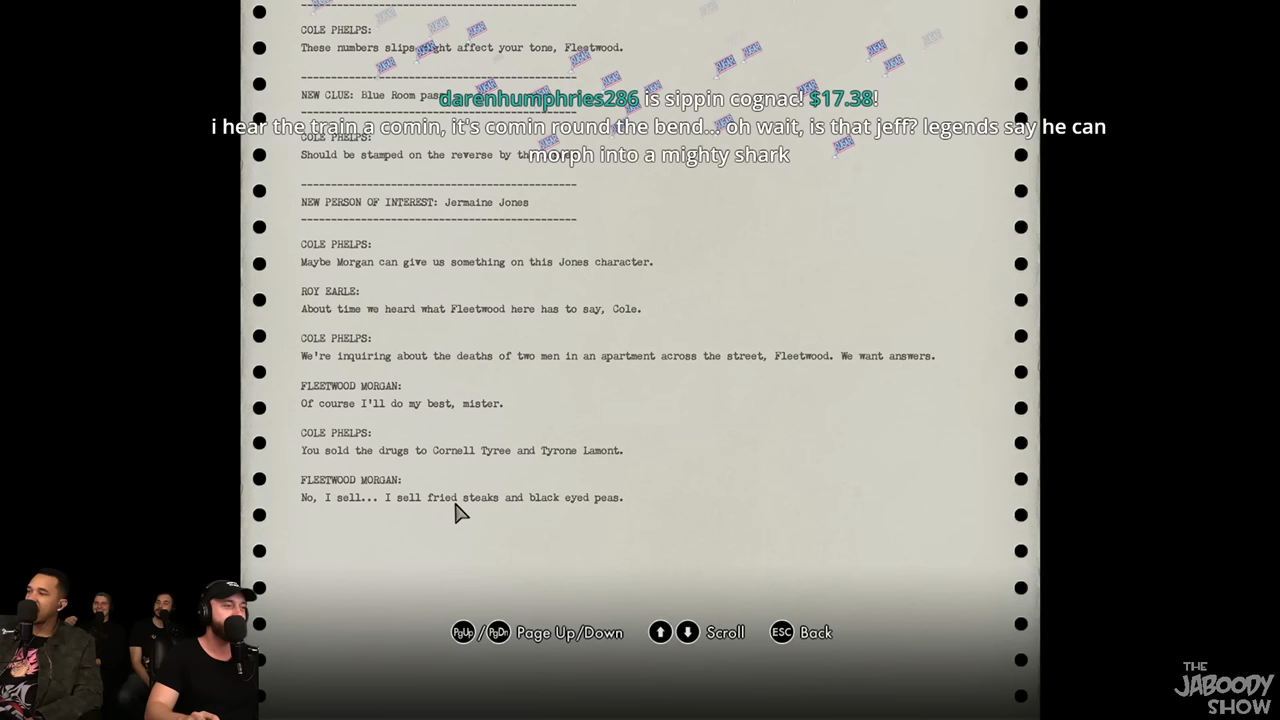 COLE PHELPS:
These numbers slips might affect your tone, Fleetwood.
NEW CLUE: Blue Room
darenhumphries286 is sippin cognac! $17.38!
i hear the train a comin, it's comin round the bend... oh wait, is that jeff? legends say he can
morph into a mighty shark
COLE PHELPS:
Should be stamped on the reverse by
NEW PERSON OF INTEREST: Jermaine Jones
COLE PHELPS:
Maybe Morgan can give us something on this Jones character.
ROY EARLE:
About time we heard what Fleetwood here has to say, Cole.
COLE PHELPS:
We're inquiring about the deaths of two men in an apartment across the street, Fleetwood. We want answers.
FLEETWOOD MORGAN:
Of course I'll do my best, mister.
COLE PHELPS:
You sold the drugs to Cornell Tyree and Tyrone Lamont.
FLEETWOOD MORGAN:
No, I sell... I sell fried steaks and black eyed peas.
PgUp/PgDn Page Up/Down Scroll ESC Back
THE
JABOODY
SHOW